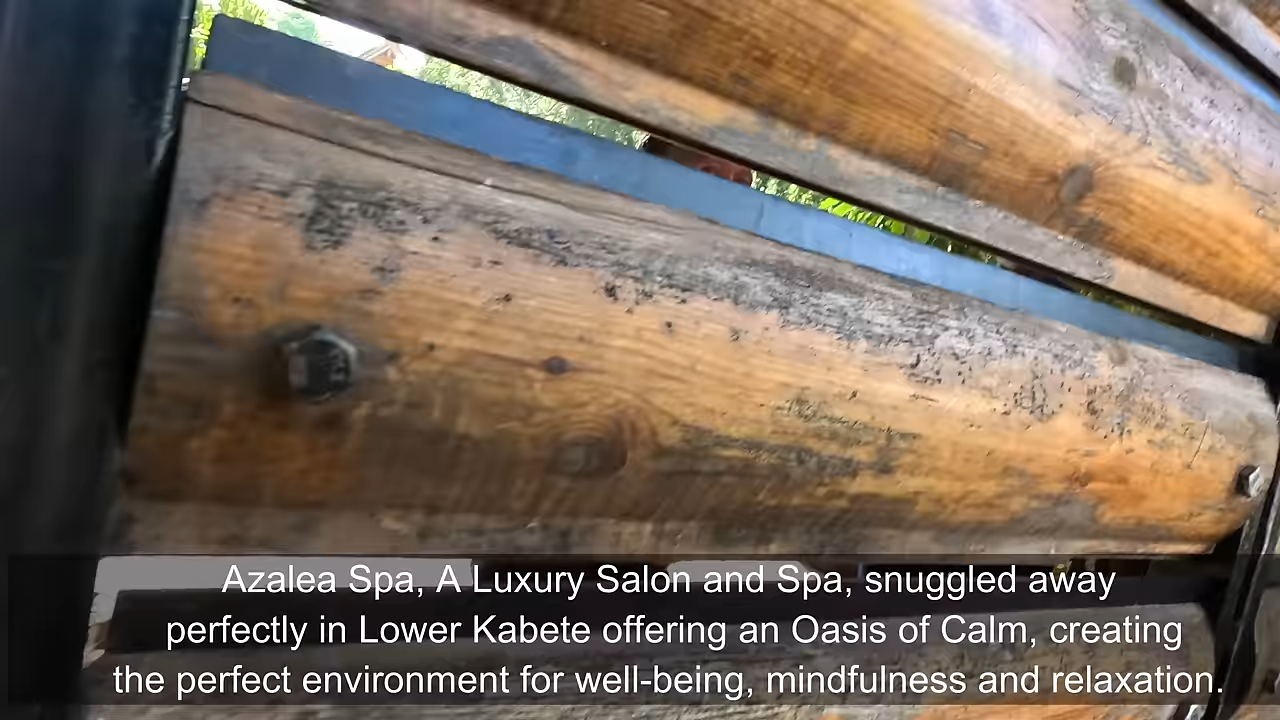 Azalea Spa, A Luxury Salon and Spa, snuggled away
perfectly in Lower Kabete offering an Oasis of Calm, creating
the perfect environment for well-being, mindfulness and relaxation.